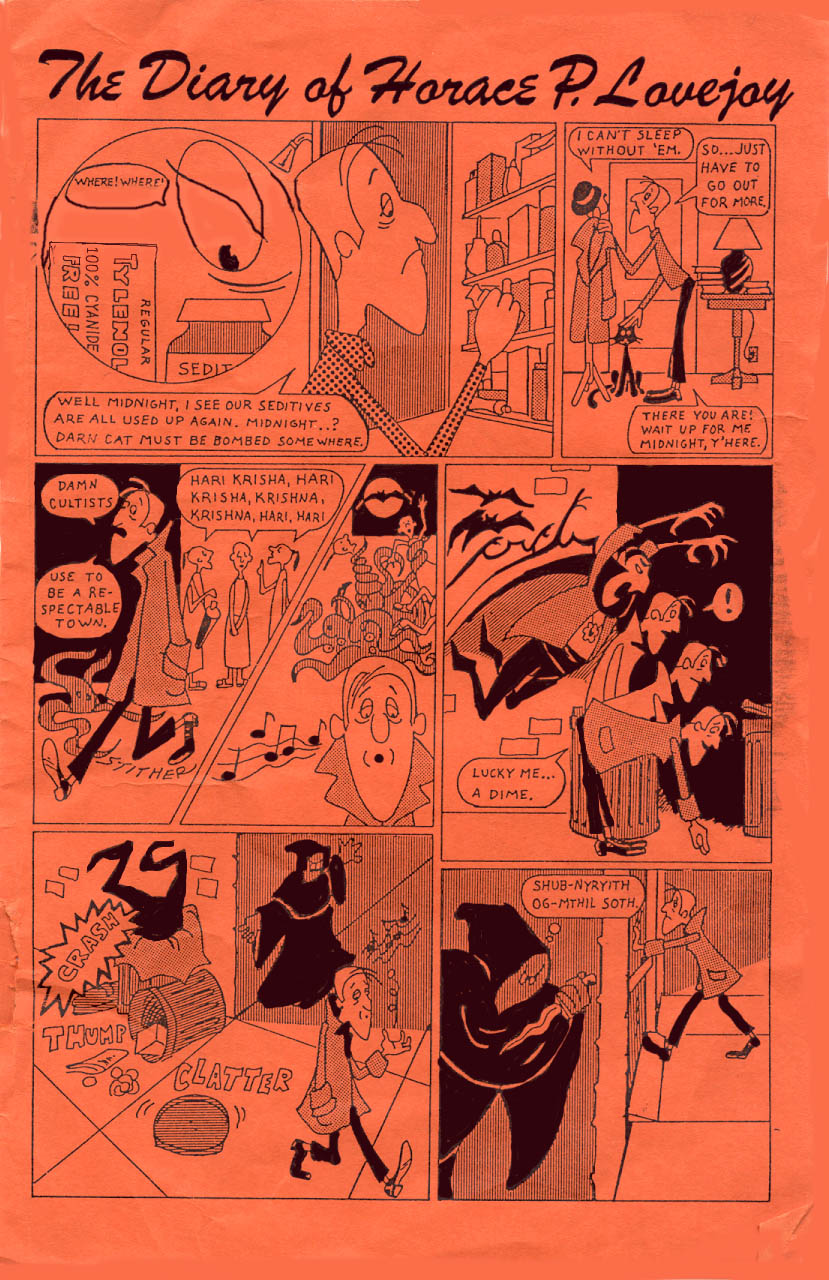 The Diary of Horace P. Lovejoy
WHERE! WHERE!
REGULAR
TYLENOL
100% CYANIDE
FREE!
SEDIT
WELL MIDNIGHT, I SEE OUR SEDITIVES
ARE ALL USED UP AGAIN. MIDNIGHT..?
DARN CAT MUST BE BOMBED SOMEWHERE.
I CAN'T SLEEP
WITHOUT 'EM.
SO...JUST
HAVE TO
GO OUT
FOR MORE.
THERE YOU ARE!
WAIT UP FOR ME
MIDNIGHT, Y'HERE.
DAMN
CULTISTS
USE TO
BE A RE-
SPECTABLE
TOWN.
HARI KRISHA, HARI
KRISHA, KRISHNA,
KRISHNA, HARI, HARI
SLITHER
!
LUCKY ME...
A DIME.
CRASH
THUMP
CLATTER
SHUB-NYRYITH
OG-MTHIL SOTH.